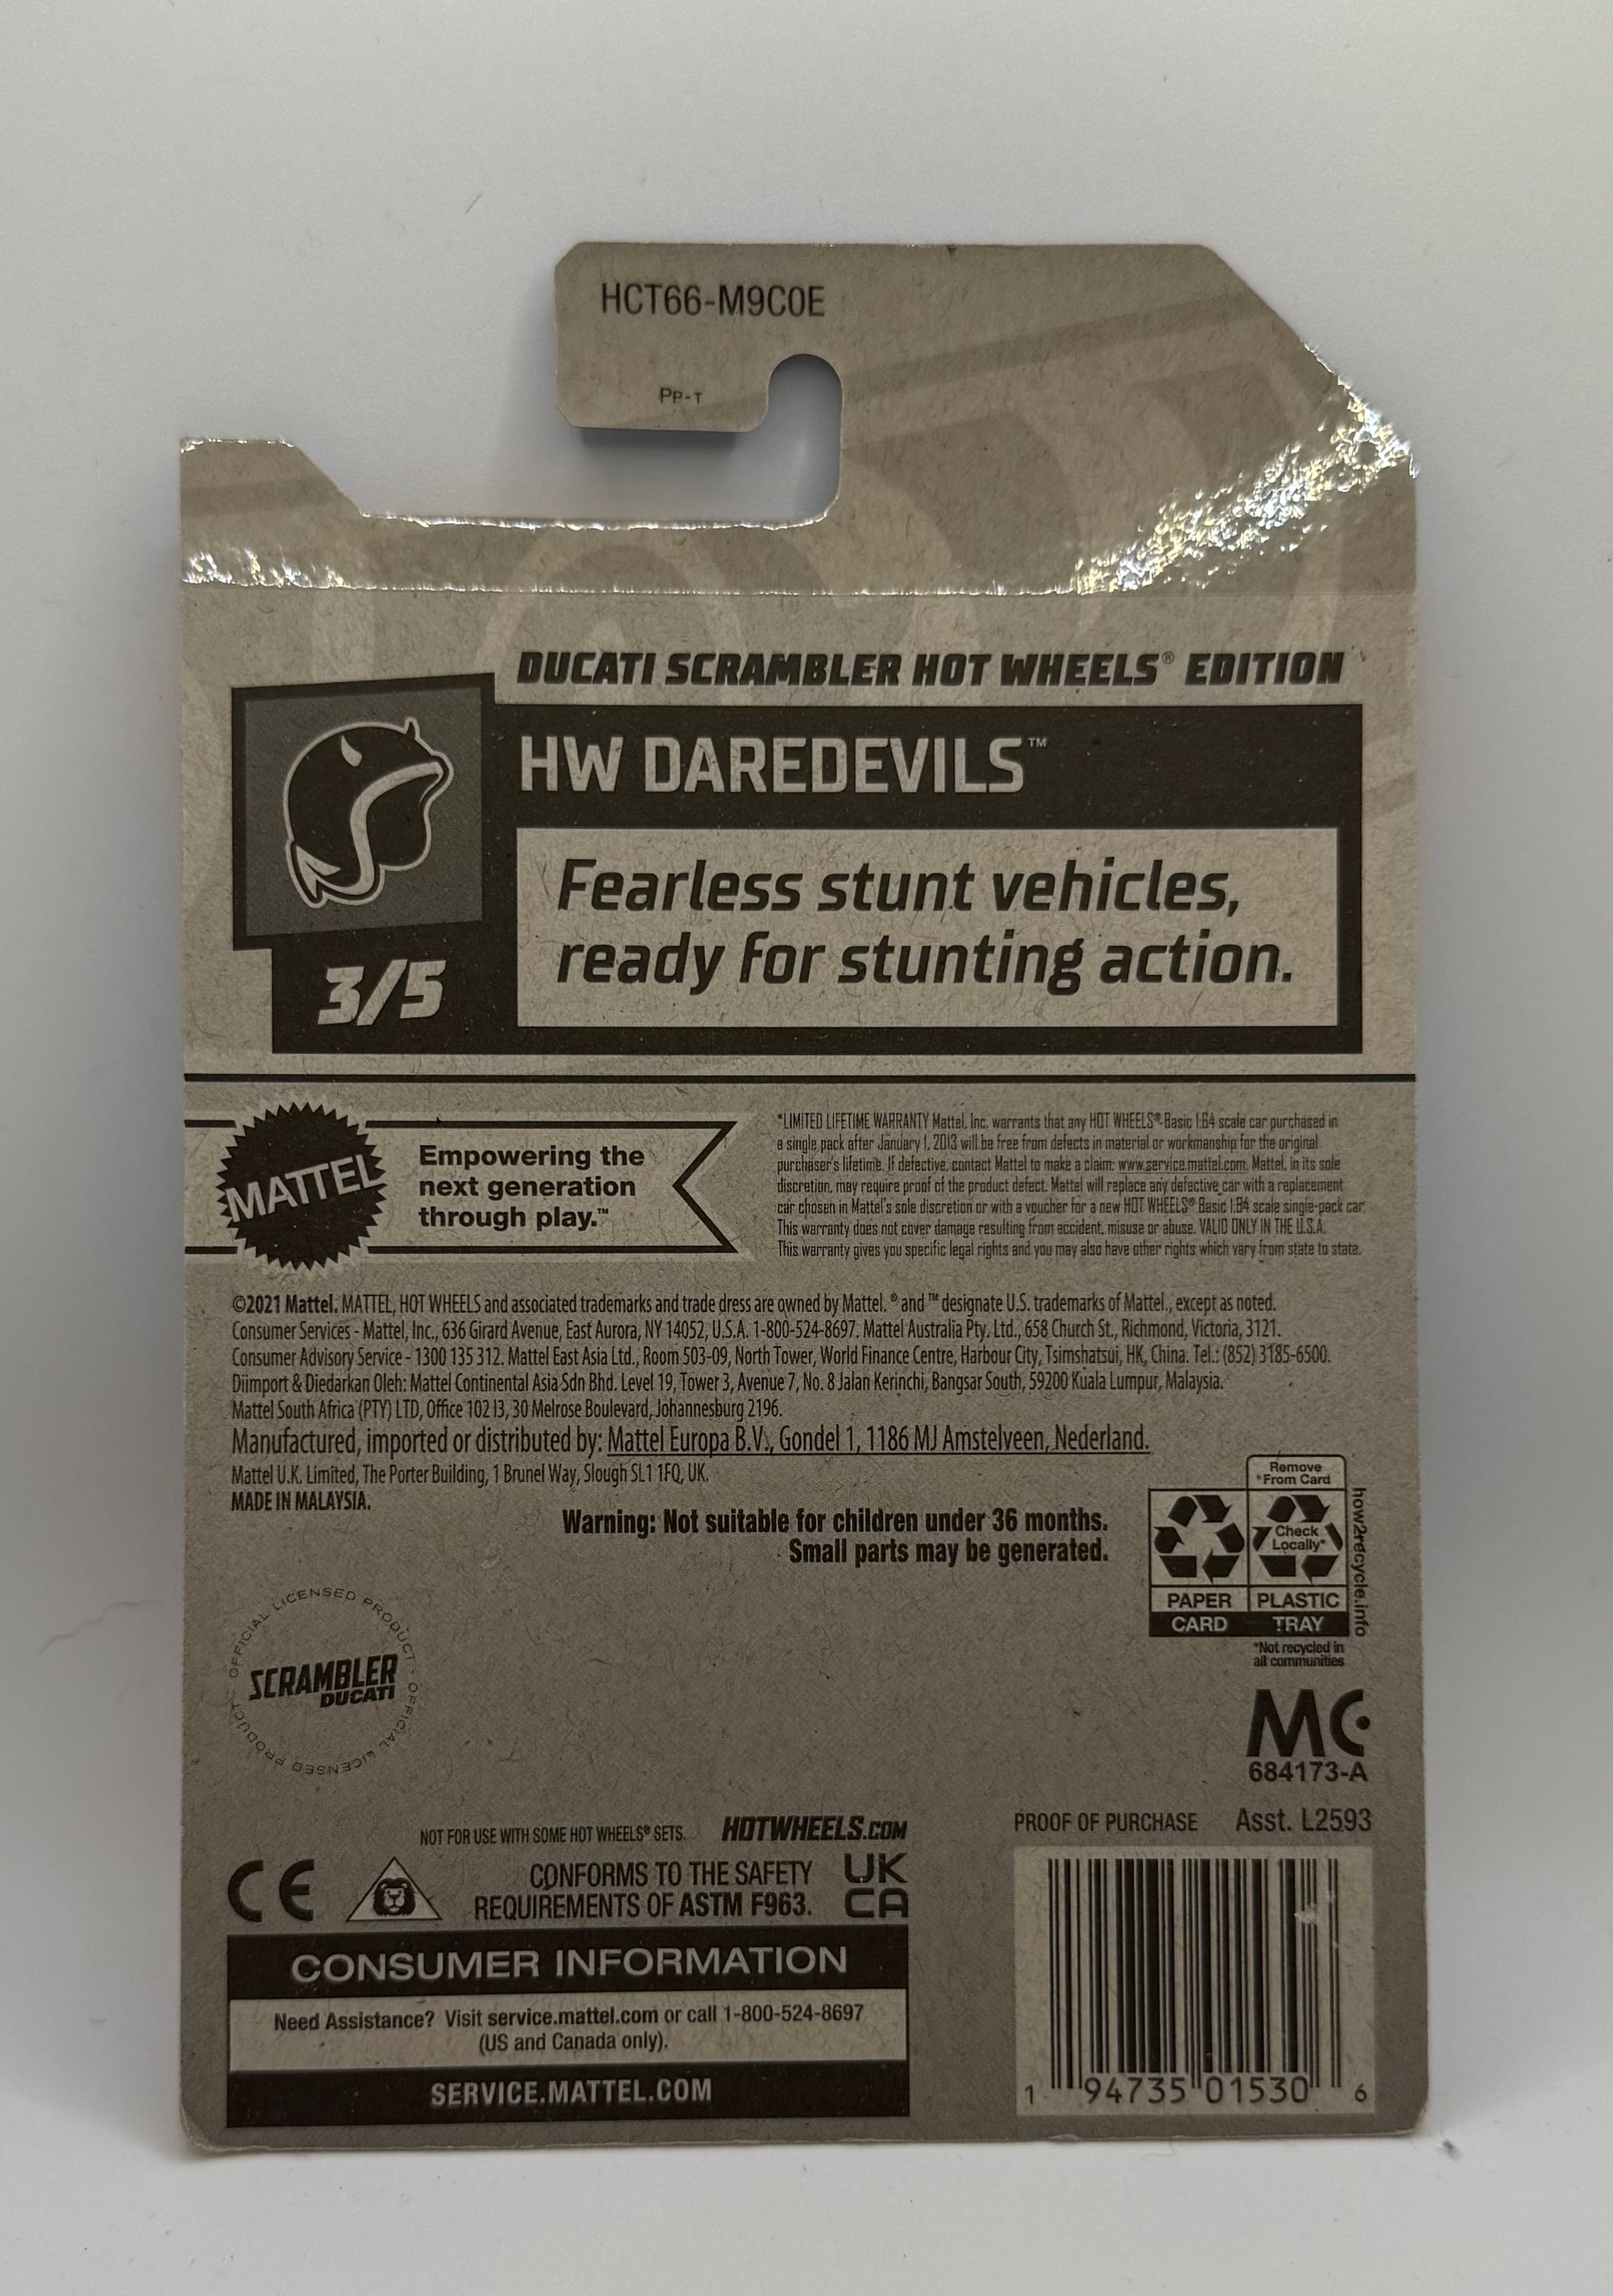 HCT66-M9C0E
PP-T
DUCATI SCRAMBLER HOT WHEELS® EDITION
HW DAREDEVILS™
Fearless stunt vehicles,
ready for stunting action.
3/5
MATTEL
Empowering the
next generation
through play.™
*LIMITED LIFETIME WARRANTY Mattel, Inc. warrants that any HOT WHEELS® Basic 1:64 scale car purchased in
a single pack after January 1, 2013 will be free from defects in material or workmanship for the original
purchaser's lifetime. If defective, contact Mattel to make a claim: www.service.mattel.com. Mattel, in its sole
discretion, may require proof of the product defect. Mattel will replace any defective car with a replacement
car chosen in Mattel's sole discretion or with a voucher for a new HOT WHEELS® Basic 1:64 scale single-pack car.
This warranty does not cover damage resulting from accident, misuse or abuse. VALID ONLY IN THE U.S.A.
This warranty gives you specific legal rights and you may also have other rights which vary from state to state.
©2021 Mattel. MATTEL, HOT WHEELS and associated trademarks and trade dress are owned by Mattel. ® and ™ designate U.S. trademarks of Mattel., except as noted.
Consumer Services - Mattel, Inc., 636 Girard Avenue, East Aurora, NY 14052, U.S.A. 1-800-524-8697. Mattel Australia Pty. Ltd., 658 Church St., Richmond, Victoria, 3121.
Consumer Advisory Service - 1300 135 312. Mattel East Asia Ltd., Room 503-09, North Tower, World Finance Centre, Harbour City, Tsimshatsui, HK, China. Tel.: (852) 3185-6500.
Diimport & Diedarkan Oleh: Mattel Continental Asia Sdn Bhd. Level 19, Tower 3, Avenue 7, No. 8 Jalan Kerinchi, Bangsar South, 59200 Kuala Lumpur, Malaysia.
Mattel South Africa (PTY) LTD, Office 102 I3, 30 Melrose Boulevard, Johannesburg 2196.
Manufactured, imported or distributed by: Mattel Europa B.V., Gondel 1, 1186 MJ Amstelveen, Nederland.
Mattel U.K. Limited, The Porter Building, 1 Brunel Way, Slough SL1 1FQ, UK.
MADE IN MALAYSIA.
Warning: Not suitable for children under 36 months.
Small parts may be generated.
Remove
*From Card
Check
Locally*
PAPER
PLASTIC
CARD
TRAY
how2recycle.info
*Not recycled in
all communities
OFFICIAL LICENSED PRODUCT - OFFICIAL LICENSED PRODUCT -
SCRAMBLER
DUCATI
MC
684173-A
NOT FOR USE WITH SOME HOT WHEELS® SETS.
HOTWHEELS.COM
PROOF OF PURCHASE
Asst. L2593
CE
CONFORMS TO THE SAFETY
REQUIREMENTS OF ASTM F963.
UK
CA
CONSUMER INFORMATION
Need Assistance? Visit service.mattel.com or call 1-800-524-8697
(US and Canada only).
SERVICE.MATTEL.COM
1 94735 01530 6